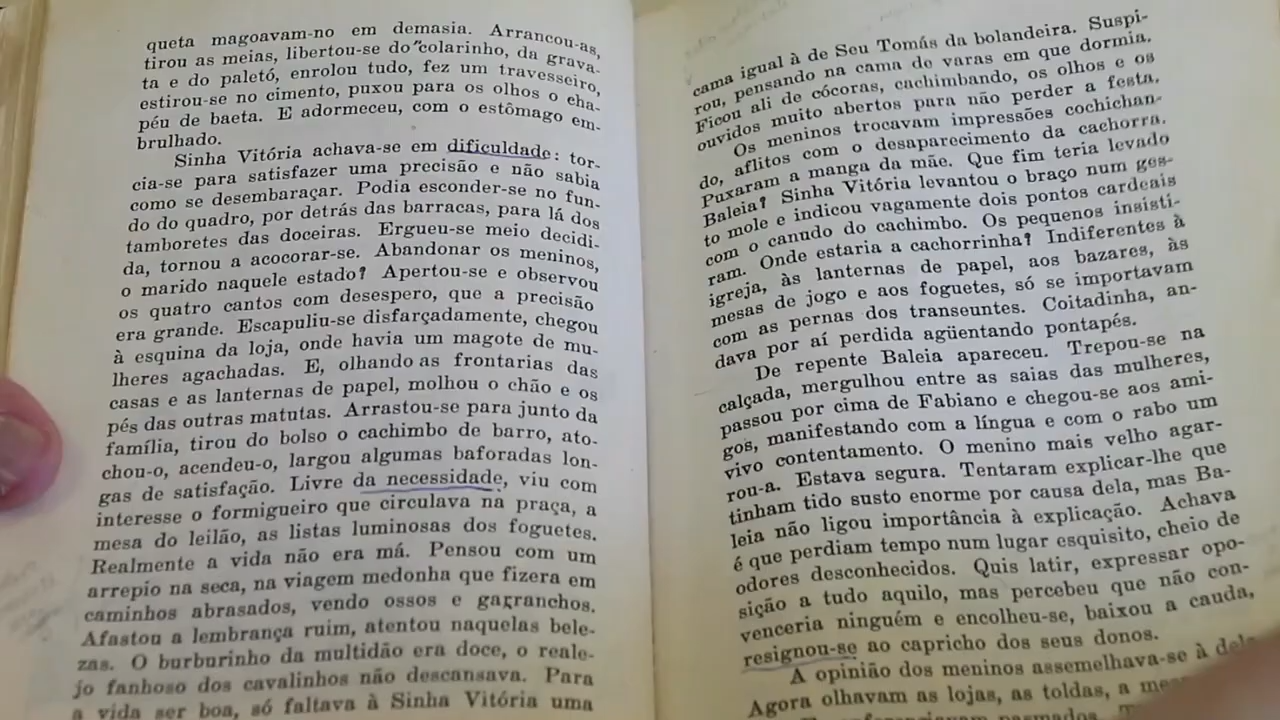 queta magoavam-no em demasia. Arrancou-as,
tirou as meias, libertou-se do colarinho, da grava-
ta e do paletó, enrolou tudo, fez um travesseiro,
estirou-se no cimento, puxou para os olhos o cha-
péu de baeta. E adormeceu, com o estômago em-
brulhado.
Sinha Vitória achava-se em dificuldade: tor-
cia-se para satisfazer uma precisão e não sabia
como se desembaraçar. Podia esconder-se no fun-
do do quadro, por detrás das barracas, para lá dos
tamboretes das doceiras. Ergueu-se meio decidi-
da, tornou a acocorar-se. Abandonar os meninos,
o marido naquele estado? Apertou-se e observou
os quatro cantos com desespero, que a precisão
era grande. Escapuliu-se disfarçadamente, chegou
à esquina da loja, onde havia um magote de mu-
lheres agachadas. E, olhando as frontarias das
casas e as lanternas de papel, molhou o chão e os
pés das outras matutas. Arrastou-se para junto da
família, tirou do bolso o cachimbo de barro, ato-
chou-o, acendeu-o, largou algumas baforadas lon-
gas de satisfação. Livre da necessidade, viu com
interesse o formigueiro que circulava na praça, a
mesa do leilão, as listas luminosas dos foguetes.
Realmente a vida não era má. Pensou com um
arrepio na seca, na viagem medonha que fizera em
caminhos abrasados, vendo ossos e garranchos.
Afastou a lembrança ruim, atentou naquelas bele-
zas. O burburinho da multidão era doce, o reale-
jo fanhoso dos cavalinhos não descansava. Para
a vida ser boa, só faltava à Sinha Vitória uma
cama igual à de Seu Tomás da bolandeira. Suspi-
rou, pensando na cama de varas em que dormia.
Ficou ali de cócoras, cachimbando, os olhos e os
ouvidos muito abertos para não perder a festa.
Os meninos trocavam impressões cochichan-
do, aflitos com o desaparecimento da cachorra.
Puxaram a manga da mãe. Que fim teria levado
Baleia? Sinha Vitória levantou o braço num ges-
to mole e indicou vagamente dois pontos cardeais
com o canudo do cachimbo. Os pequenos insisti-
ram. Onde estaria a cachorrinha? Indiferentes à
igreja, às lanternas de papel, aos bazares, às
mesas de jogo e aos foguetes, só se importavam
com as pernas dos transeuntes. Coitadinha, an-
dava por aí perdida agüentando pontapés.
De repente Baleia apareceu. Trepou-se na
calçada, mergulhou entre as saias das mulheres,
passou por cima de Fabiano e chegou-se aos ami-
gos, manifestando com a língua e com o rabo um
vivo contentamento. O menino mais velho agar-
rou-a. Estava segura. Tentaram explicar-lhe que
tinham tido susto enorme por causa dela, mas Ba-
leia não ligou importância à explicação. Achava
é que perdiam tempo num lugar esquisito, cheio de
odores desconhecidos. Quis latir, expressar opo-
sição a tudo aquilo, mas percebeu que não con-
venceria ninguém e encolheu-se, baixou a cauda,
resignou-se ao capricho dos seus donos.
A opinião dos meninos assemelhava-se à dela
Agora olhavam as lojas, as toldas, a
pasmados.